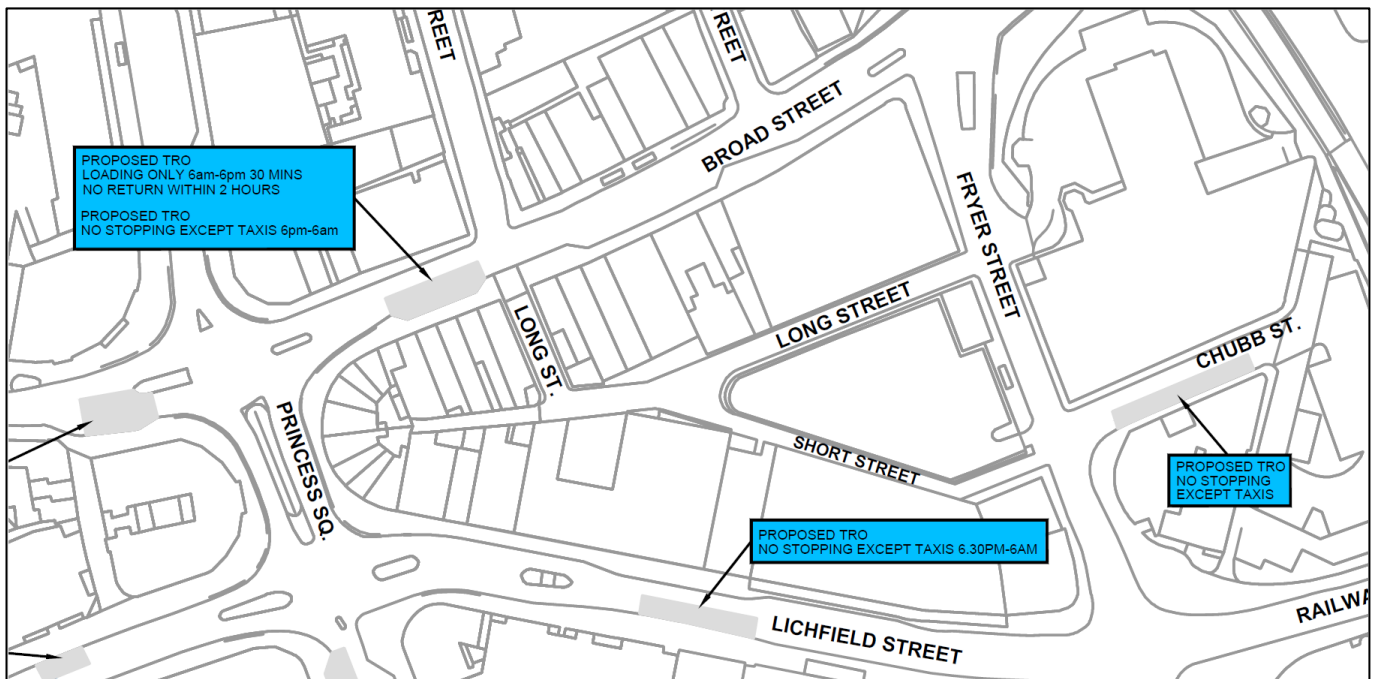 STREET
REET
BROAD STREET
FRYER STREET
PROPOSED TRO
LOADING ONLY 6am-6pm 30 MINS
NO RETURN WITHIN 2 HOURS
PROPOSED TRO
NO STOPPING EXCEPT TAXIS 6pm-6am
LONG ST.
LONG STREET
CHUBB ST.
PRINCESS SQ.
SHORT STREET
PROPOSED TRO
NO STOPPING
EXCEPT TAXIS
PROPOSED TRO
NO STOPPING EXCEPT TAXIS 6.30PM-6AM
LICHFIELD STREET
RAILWA